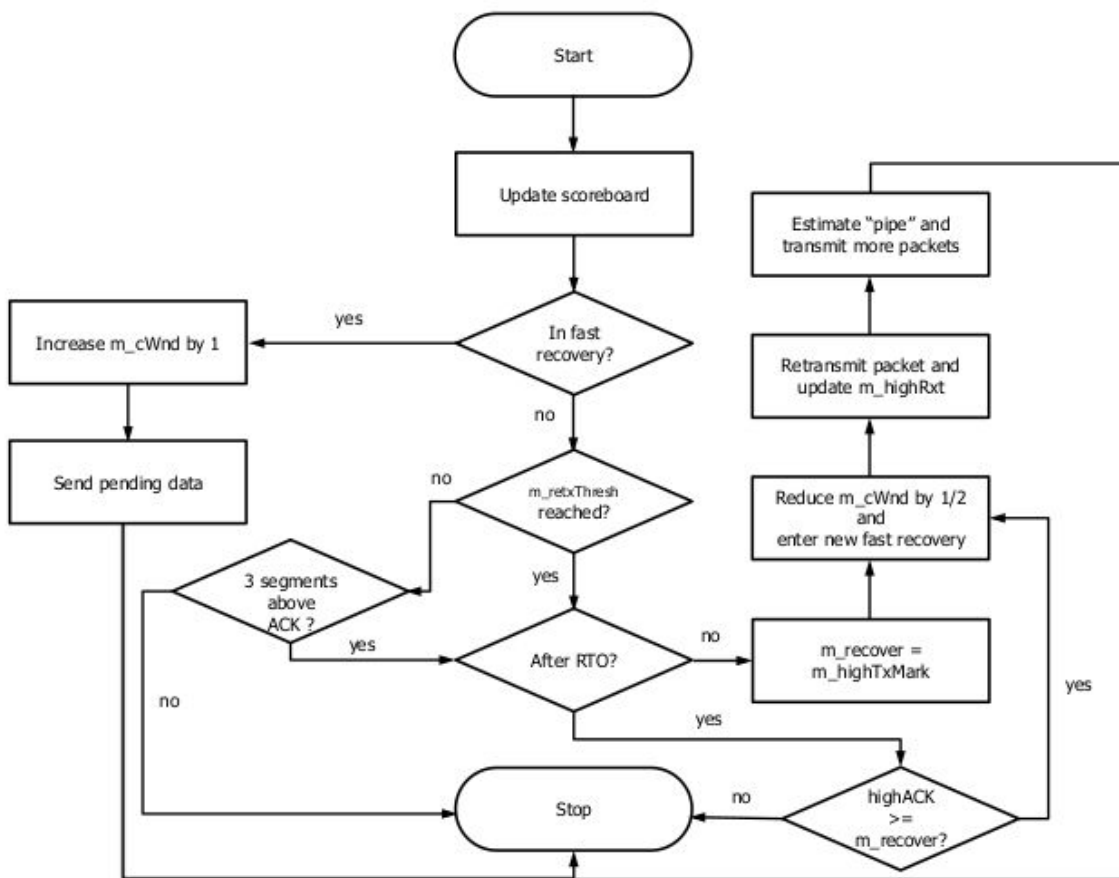 Start
Update scoreboard
Estimate “pipe” and
transmit more packets
yes
In fast
recovery?
Increase m_cWnd by 1
Retransmit packet and
update m_highRxt
no
Send pending data
no
m_retxThresh
reached?
Reduce m_cWnd by 1/2
and
enter new fast recovery
3 segments
above
ACK ?
yes
yes
After RTO?
no
m_recover =
m_highTxMark
yes
no
yes
Stop
no
highACK
>=
m_recover?